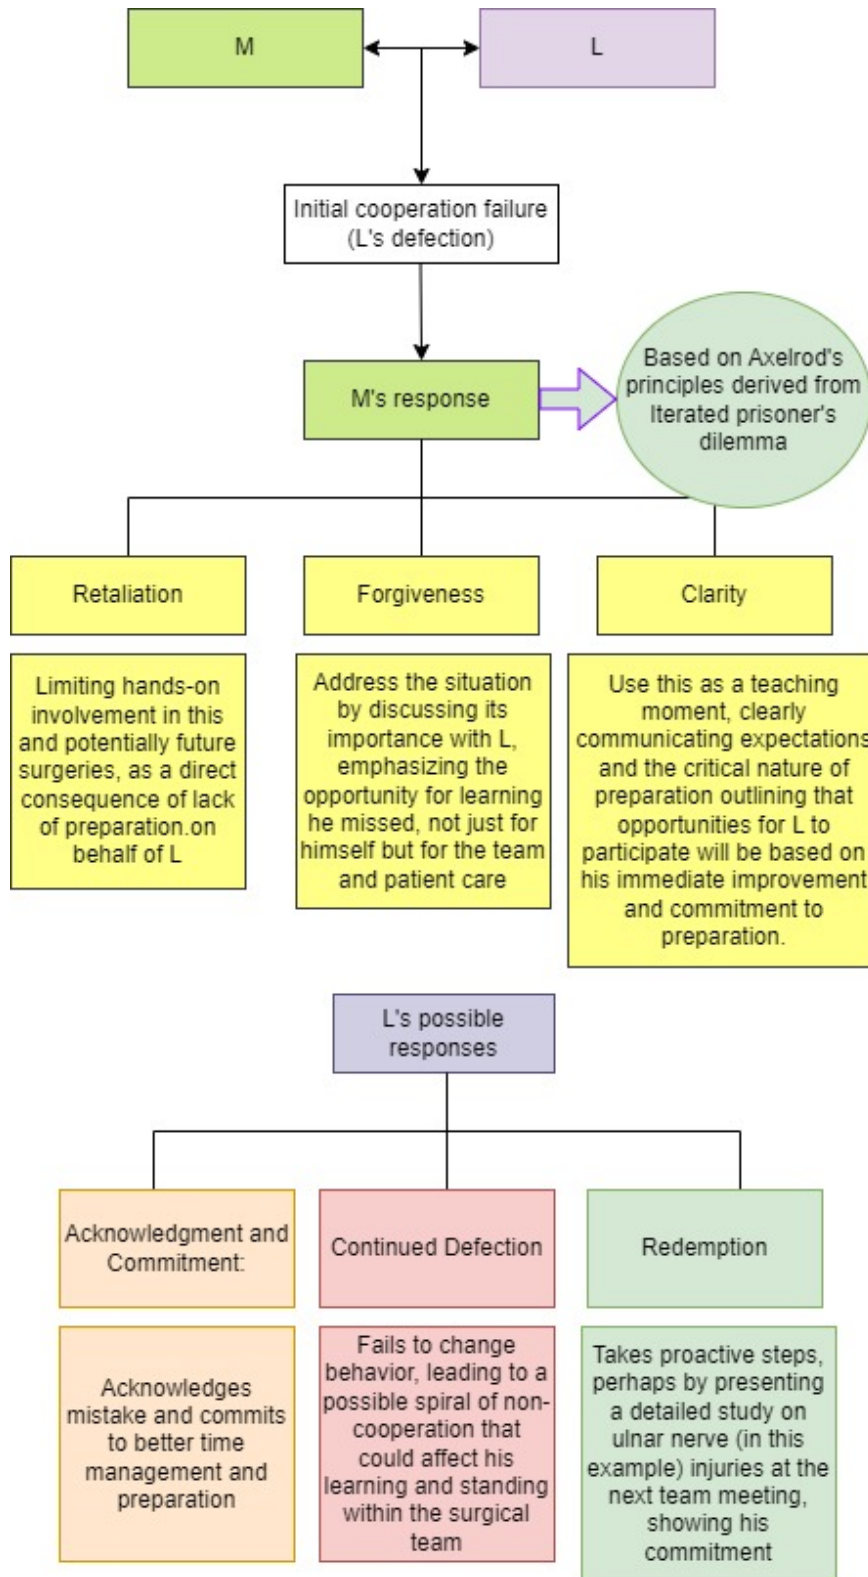 M
L
Initial cooperation failure
(L's defection)
M's response
Based on Axelrod's
principles derived from
Iterated prisoner's
dilemma
Retaliation
Forgiveness
Clarity
Limiting hands-on
involvement in this
and potentially future
surgeries, as a direct
consequence of lack
of preparation.on
behalf of L
Address the situation
by discussing its
importance with L,
emphasizing the
opportunity for learning
he missed, not just for
himself but for the team
and patient care
Use this as a teaching
moment, clearly
communicating expectations
and the critical nature of
preparation outlining that
opportunities for L to
participate will be based on
his immediate improvement
and commitment to
preparation.
L's possible
responses
Acknowledgment and
Commitment:
Continued Defection
Redemption
Acknowledges
mistake and commits
to better time
management and
preparation
Fails to change
behavior, leading to a
possible spiral of non-
cooperation that
could affect his
learning and standing
within the surgical
team
Takes proactive steps,
perhaps by presenting
a detailed study on
ulnar nerve (in this
example) injuries at the
next team meeting,
showing his
commitment